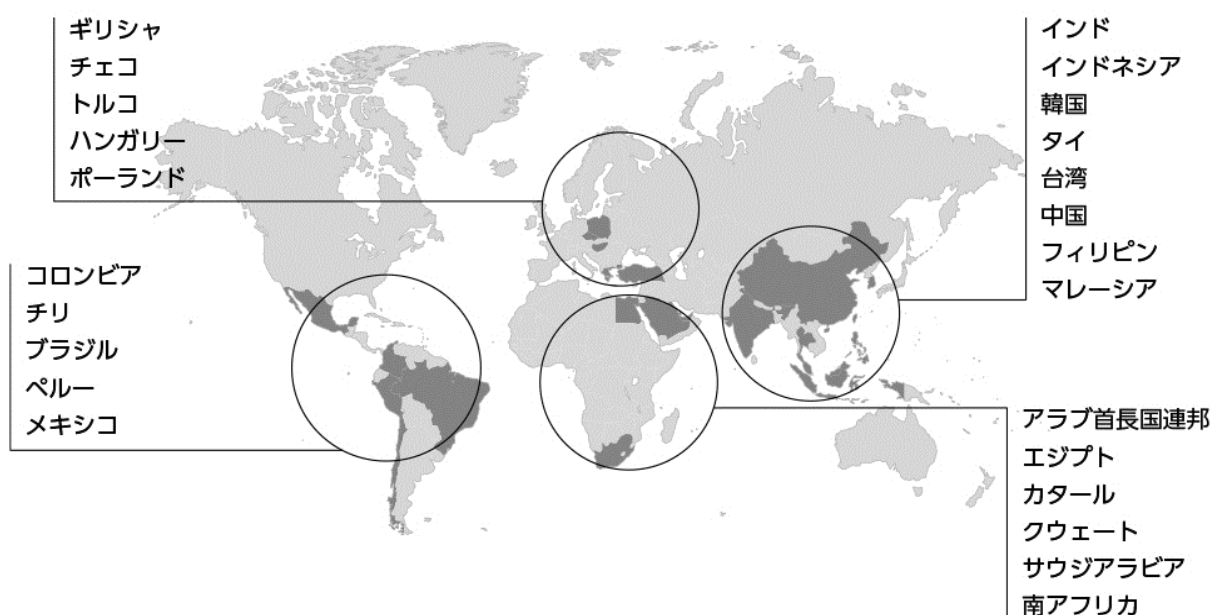 ギリシャ
チェコ
トルコ
ハンガリー
ポーランド
コロンビア
チリ
ブラジル
ペルー
メキシコ
インド
インドネシア
韓国
タイ
台湾
中国
フィリピン
マレーシア
アラブ首長国連邦
エジプト
カタール
クウェート
サウジアラビア
南アフリカ